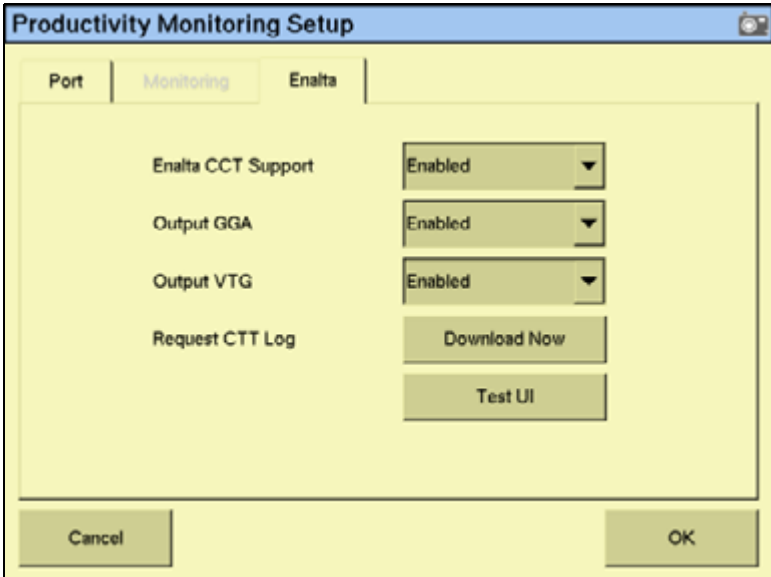 Productivity Monitoring Setup
Port Monitoring Enalta
Enalta CCT Support Enabled
Output GGA Enabled
Output VTG Enabled
Request CTT Log Download Now
Test UI
Cancel OK